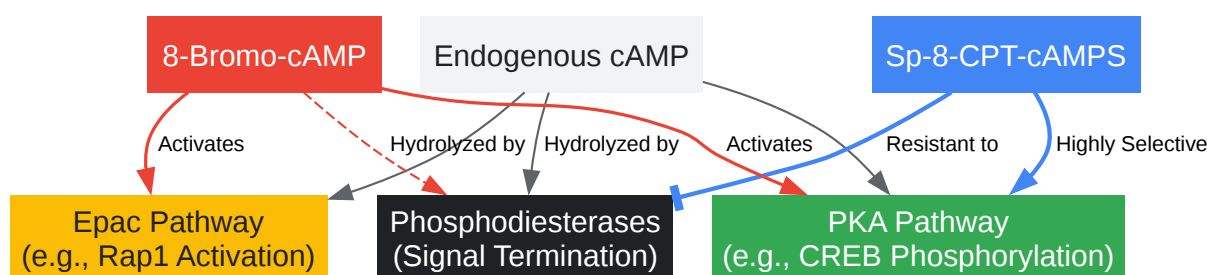 8-Bromo-cAMP
Endogenous cAMP
Sp-8-CPT-cAMPS
Activates
Hydrolyzed by
Hydrolyzed by
Activates
Resistant to
Highly Selective
Epac Pathway
(e.g., Rap1 Activation)
Phosphodiesterases
(Signal Termination)
PKA Pathway
(e.g., CREB Phosphorylation)